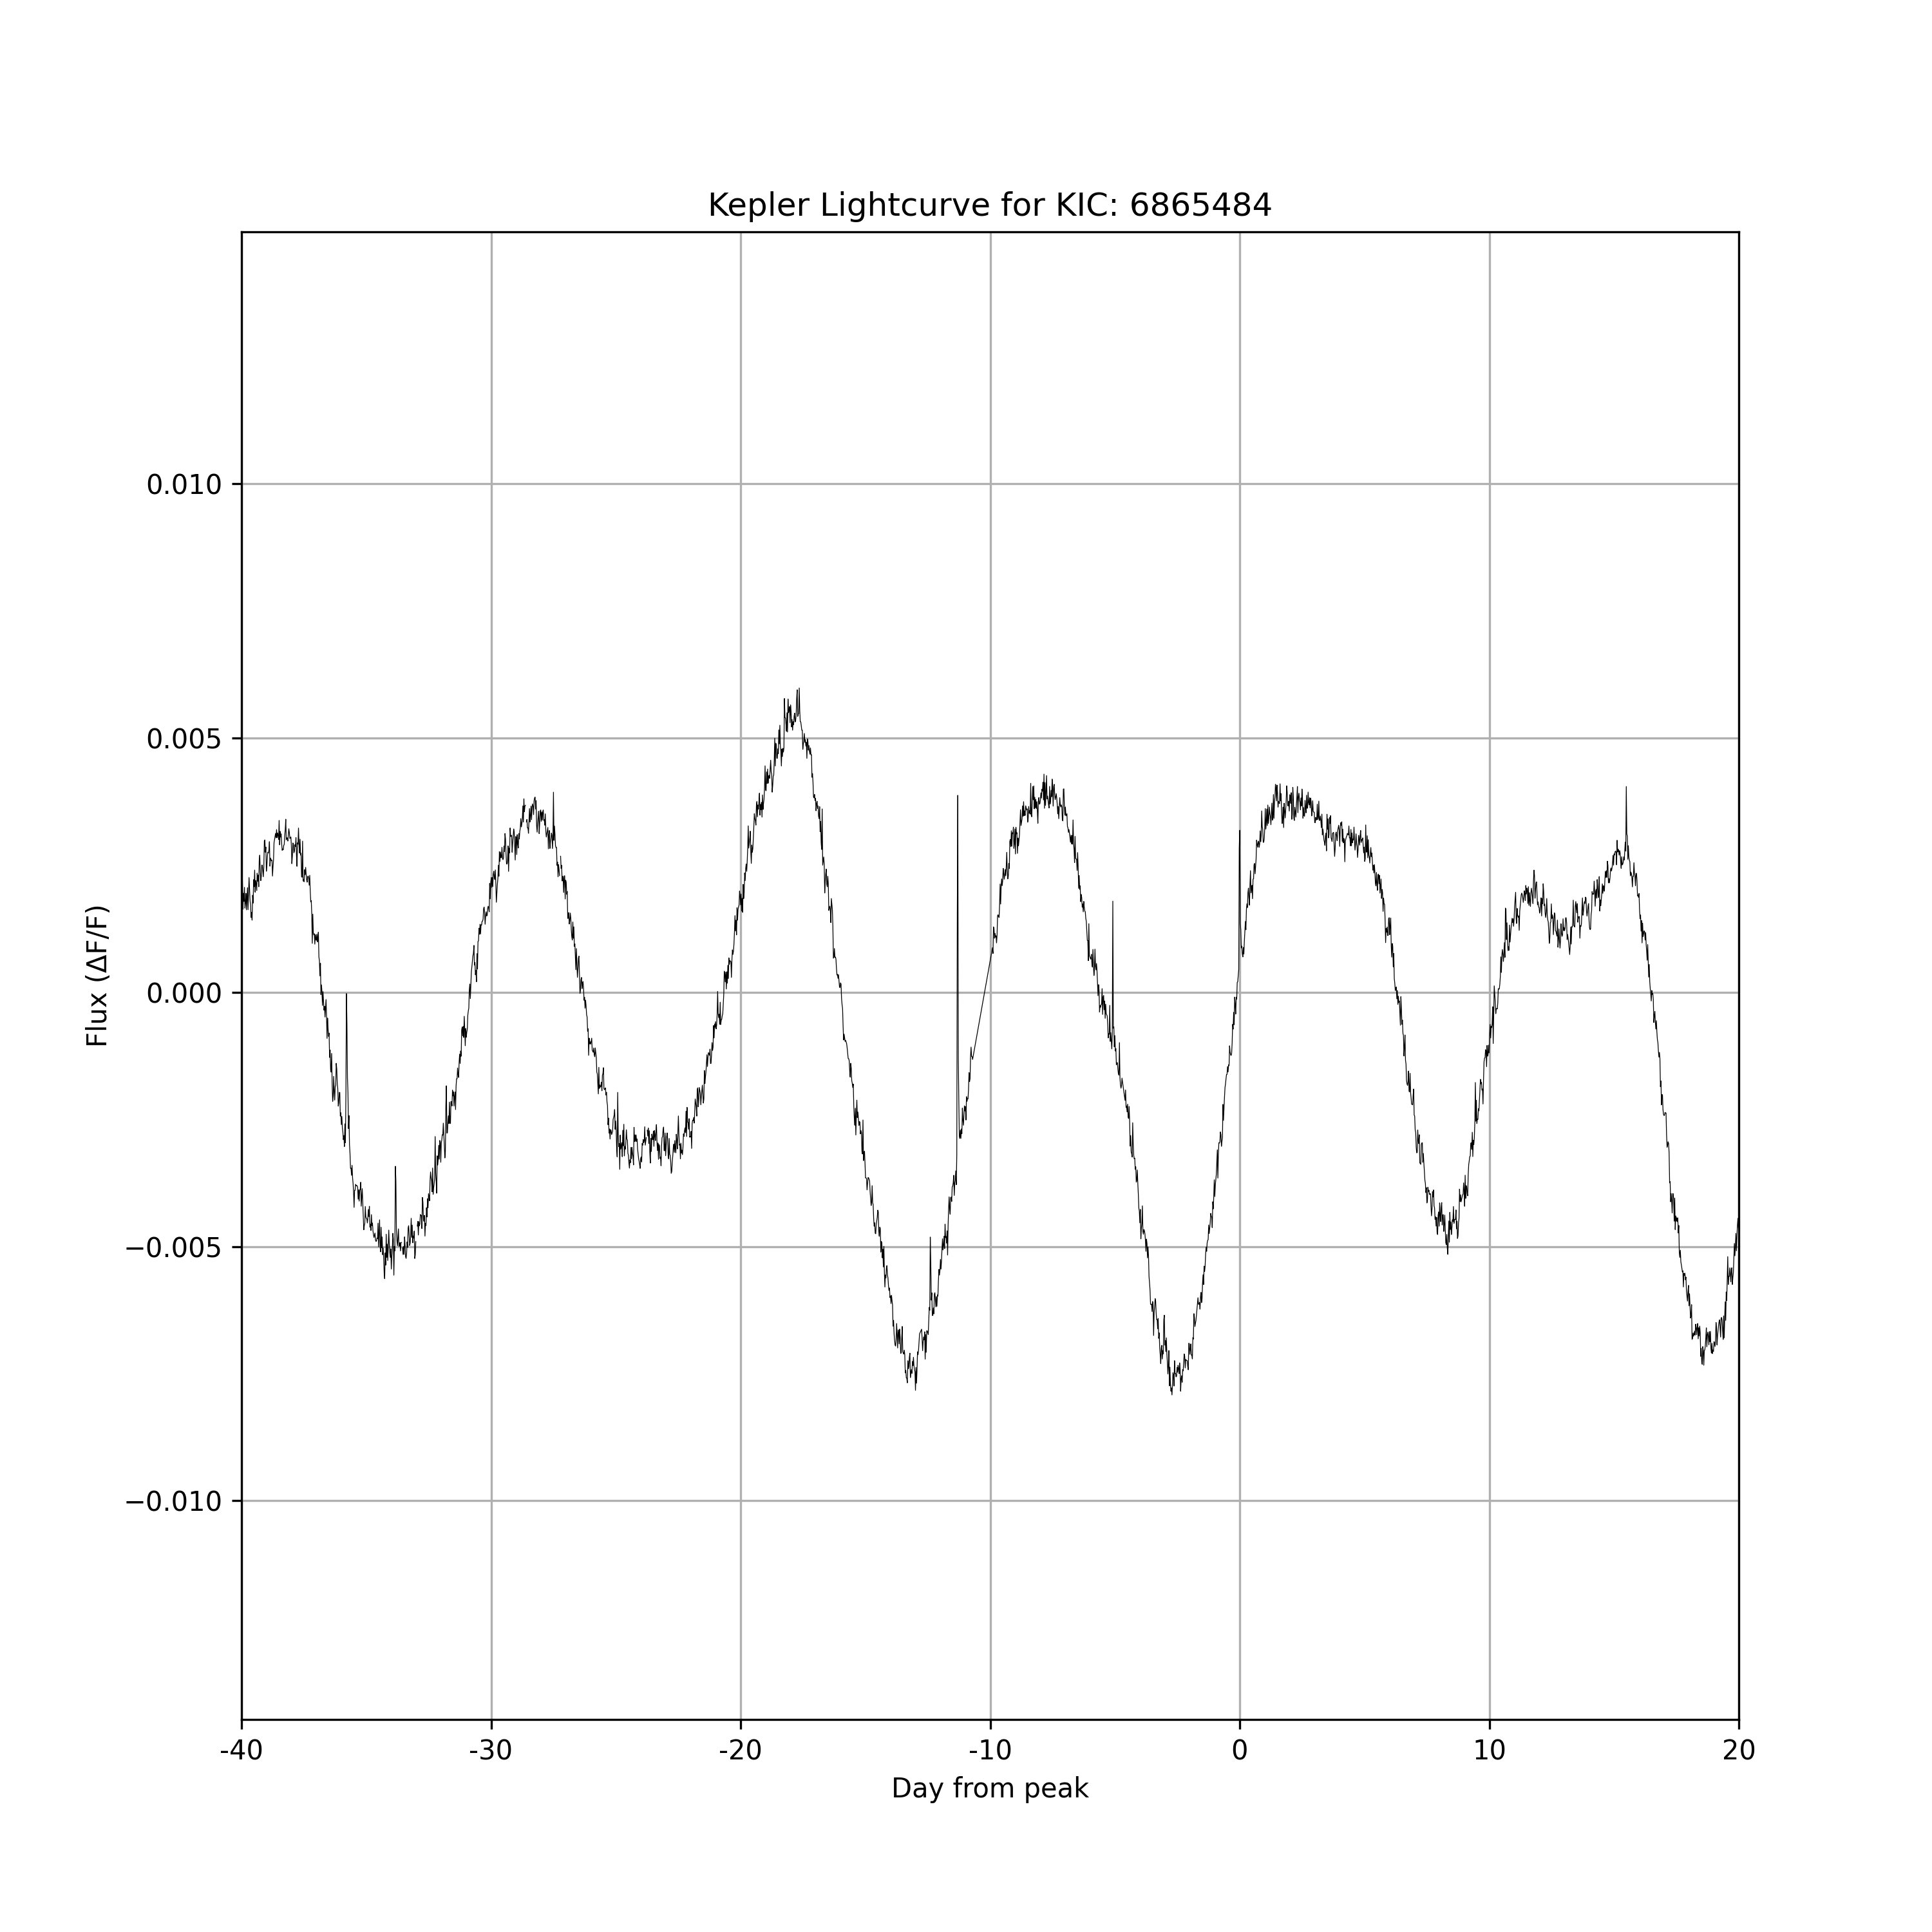 Kepler Lightcurve for KIC: 6865484
0.010
0.005
0.000
−0.005
−0.010
Flux (ΔF/F)
-40 -30 -20 -10 0 10 20
Day from peak